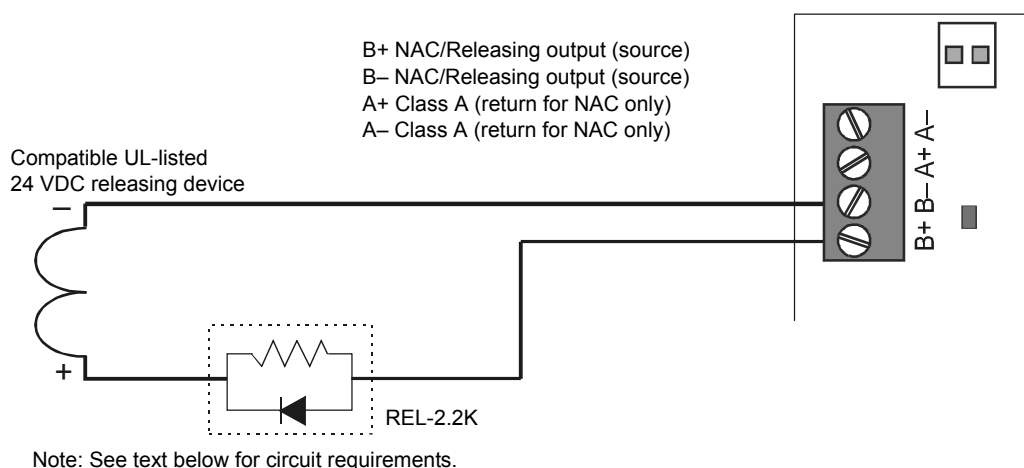 B+ NAC/Releasing output (source)
B– NAC/Releasing output (source)
A+ Class A (return for NAC only)
A– Class A (return for NAC only)
Compatible UL-listed
24 VDC releasing device
–
+
B+ B– A+ A–
REL-2.2K
Note: See text below for circuit requirements.